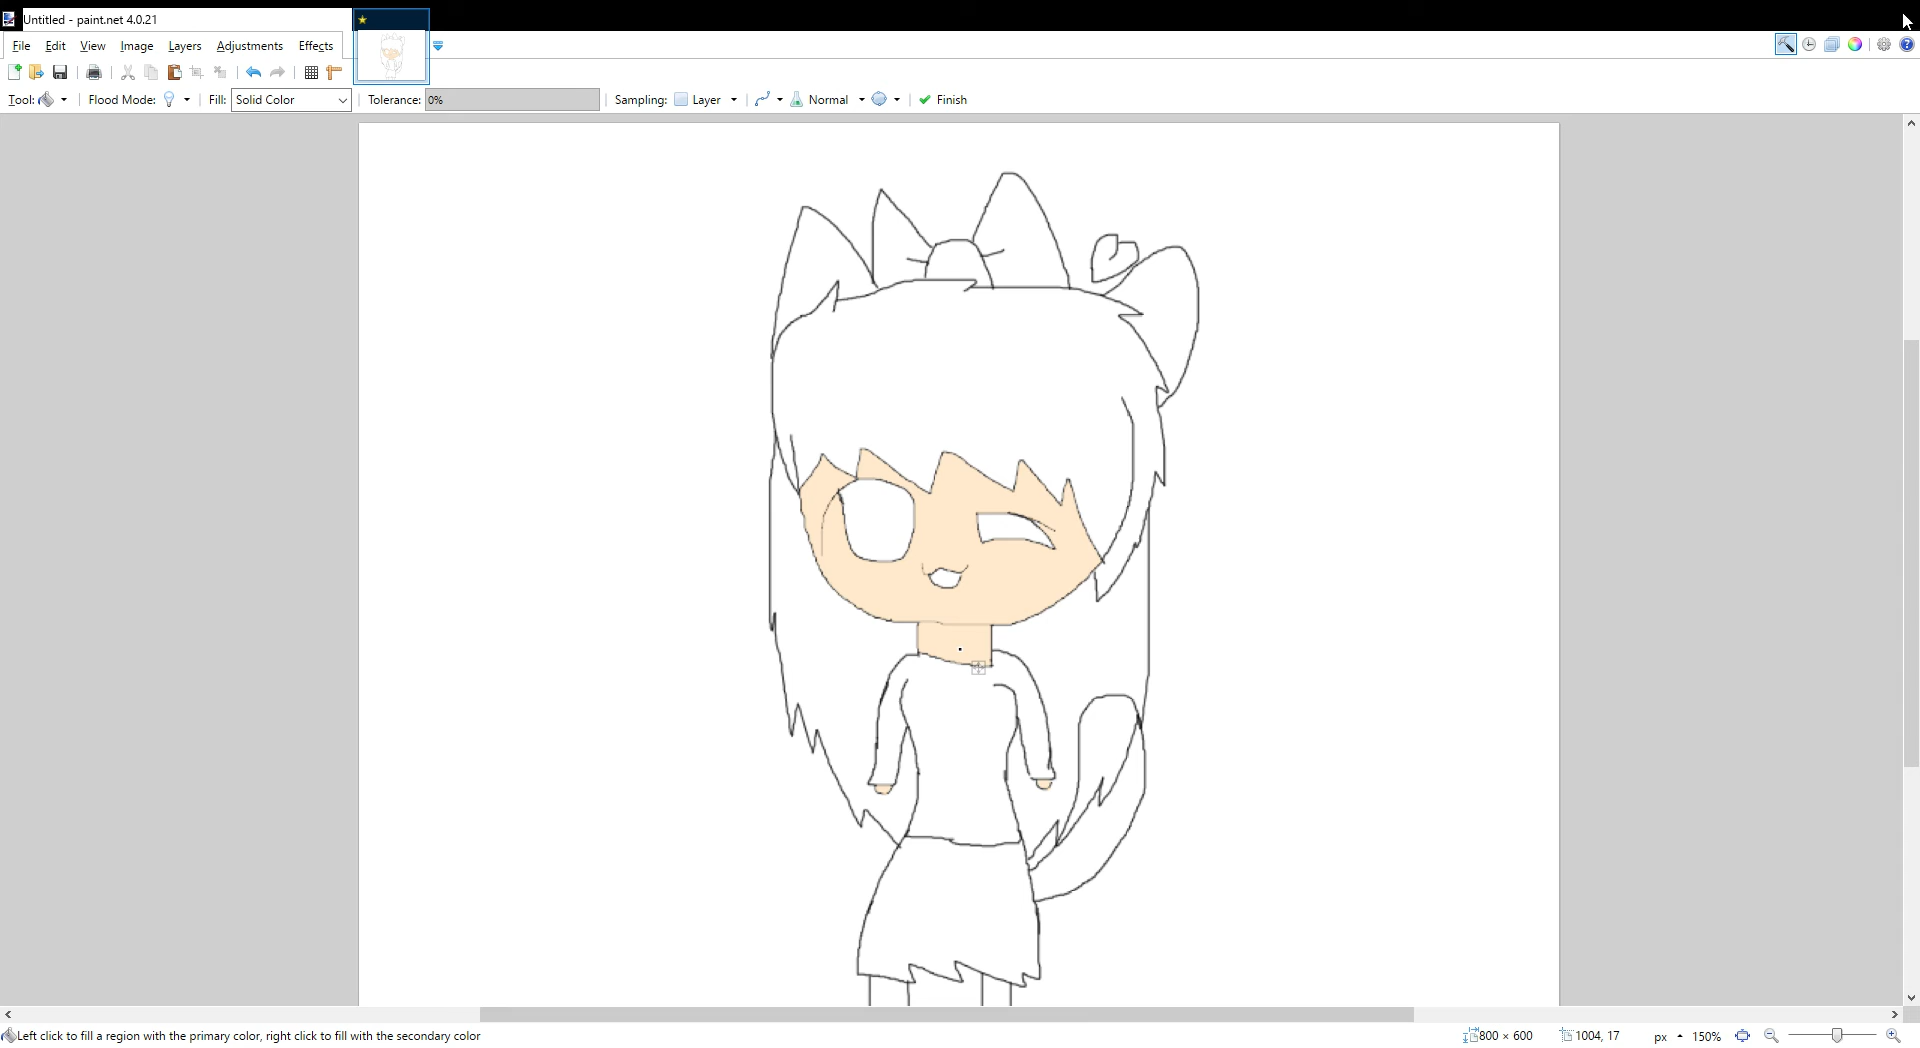 Untitled - paint.net 4.0.21
File Edit View Image Layers Adjustments Effects
Tool: Flood Mode: Fill: Solid Color Tolerance: 0% Sampling: Layer Normal Finish
Left click to fill a region with the primary color, right click to fill with the secondary color 800 × 600 1004, 17 px 150%